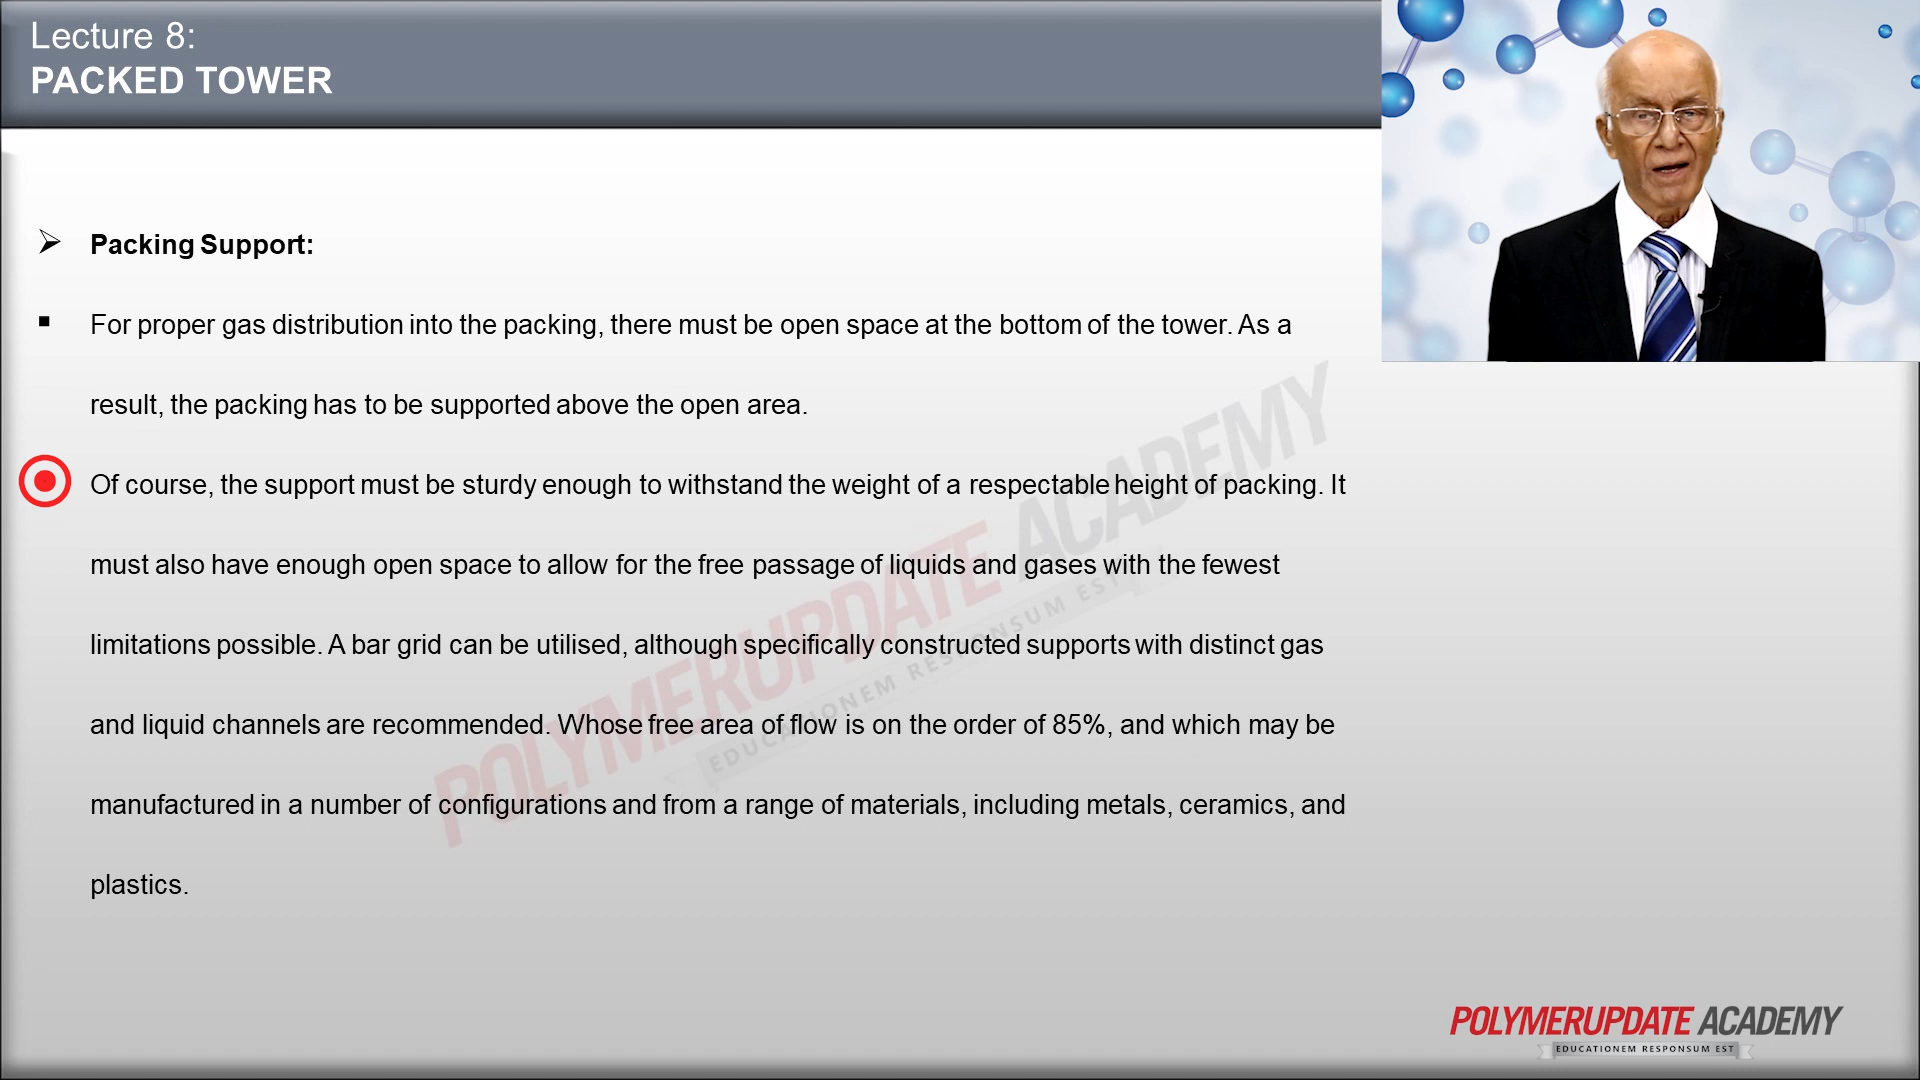 Lecture 8:
PACKED TOWER
Packing Support:
For proper gas distribution into the packing, there must be open space at the bottom of the tower. As a
result, the packing has to be supported above the open area.
Of course, the support must be sturdy enough to withstand the weight of a respectable height of packing. It
must also have enough open space to allow for the free passage of liquids and gases with the fewest
limitations possible. A bar grid can be utilised, although specifically constructed supports with distinct gas
and liquid channels are recommended. Whose free area of flow is on the order of 85%, and which may be
manufactured in a number of configurations and from a range of materials, including metals, ceramics, and
plastics.
POLYMERUPDATE ACADEMY
EDUCATIONEM RESPONSUM EST
POLYMERUPDATE ACADEMY
EDUCATIONEM RESPONSUM EST